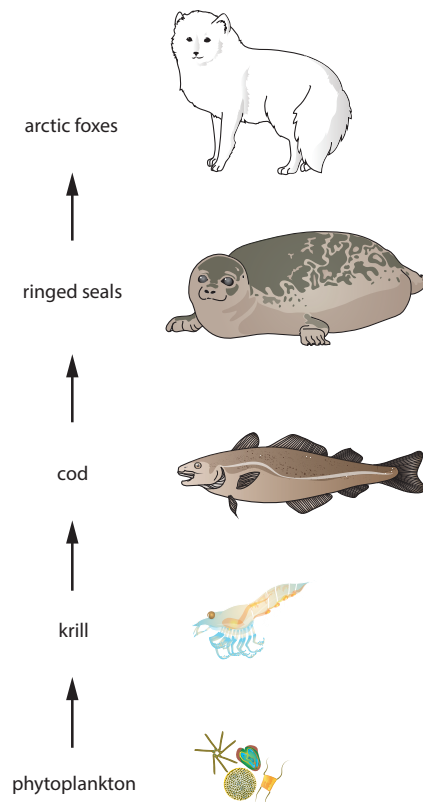 arctic foxes
ringed seals
cod
krill
phytoplankton